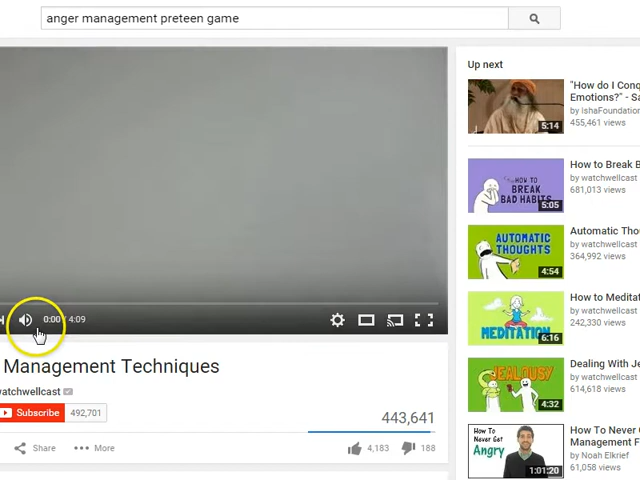 anger management preteen game
Up next
"How do I Conq
Emotions?" - Sa
by IshaFoundation
455,461 views
5:14
How to Break B
by watchwellcast
681,013 views
HOW TO
BREAK
BAD HABITS
5:05
Automatic Thou
by watchwellcast
364,992 views
AUTOMATIC
THOUGHTS
4:54
How to Meditat
by watchwellcast
242,330 views
MEDITATION
6:16
Dealing With Je
by watchwellcast
614,618 views
JEALOUSY
4:32
How To Never G
Management F
by Noah Elkrief
61,058 views
How To
Never Get
Angry
1:01:20
0:00 / 4:09
Management Techniques
watchwellcast
Subscribe 492,701
443,641
Share More 4,183 188